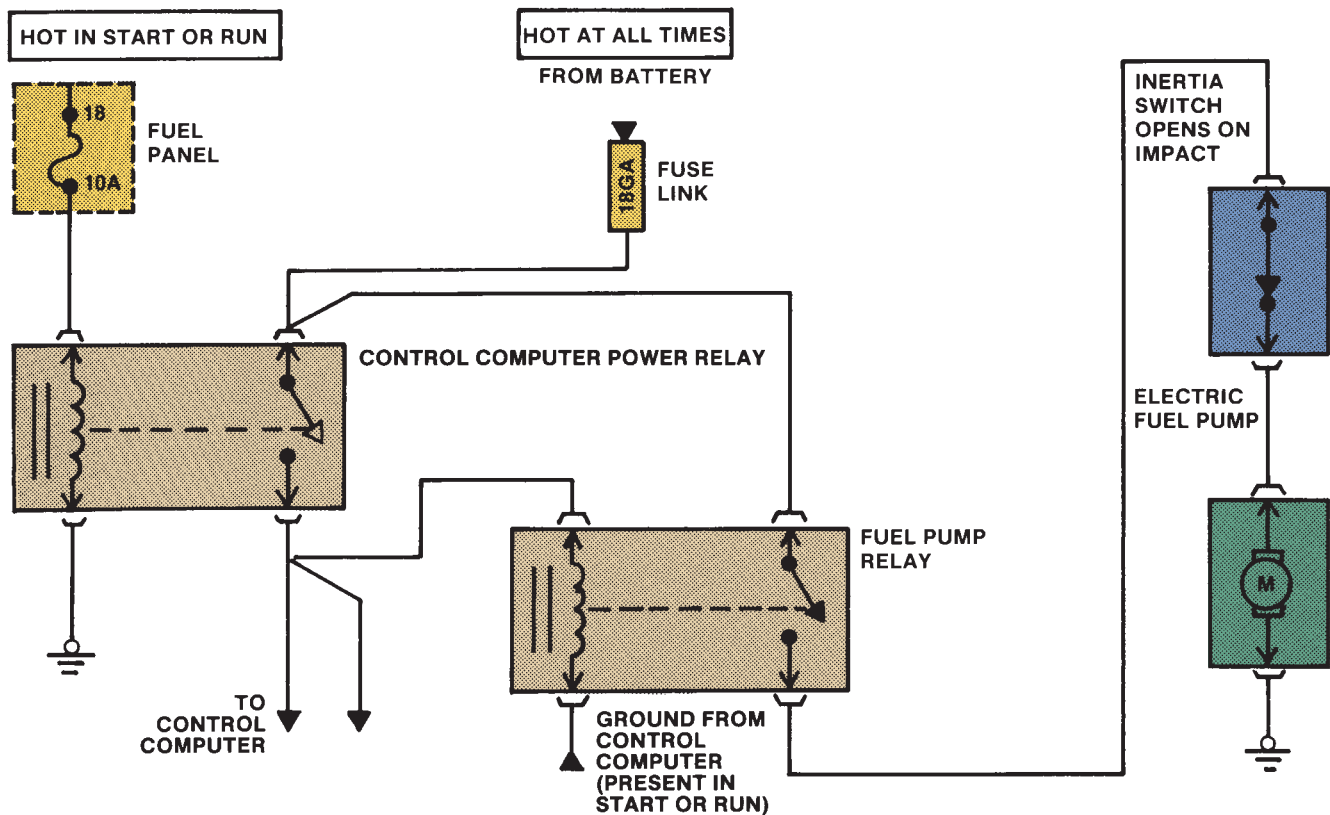 HOT IN START OR RUN
HOT AT ALL TIMES
FROM BATTERY
18
10A
FUEL
PANEL
18GA
FUSE
LINK
INERTIA
SWITCH
OPENS ON
IMPACT
CONTROL COMPUTER POWER RELAY
ELECTRIC
FUEL PUMP
FUEL PUMP
RELAY
M
TO
CONTROL
COMPUTER
GROUND FROM
CONTROL
COMPUTER
(PRESENT IN
START OR RUN)